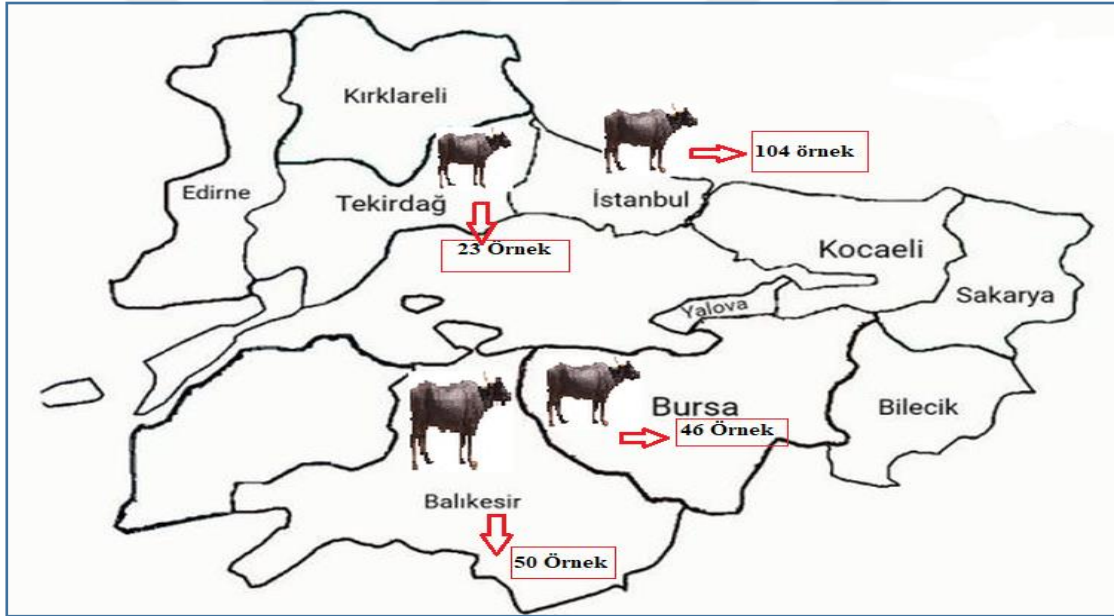 Kırklareli
104 örnek
Edirne
Tekirdağ
İstanbul
23 Örnek
Kocaeli
Sakarya
Yalova
Bursa
Bilecik
46 Örnek
Balıkesir
50 Örnek